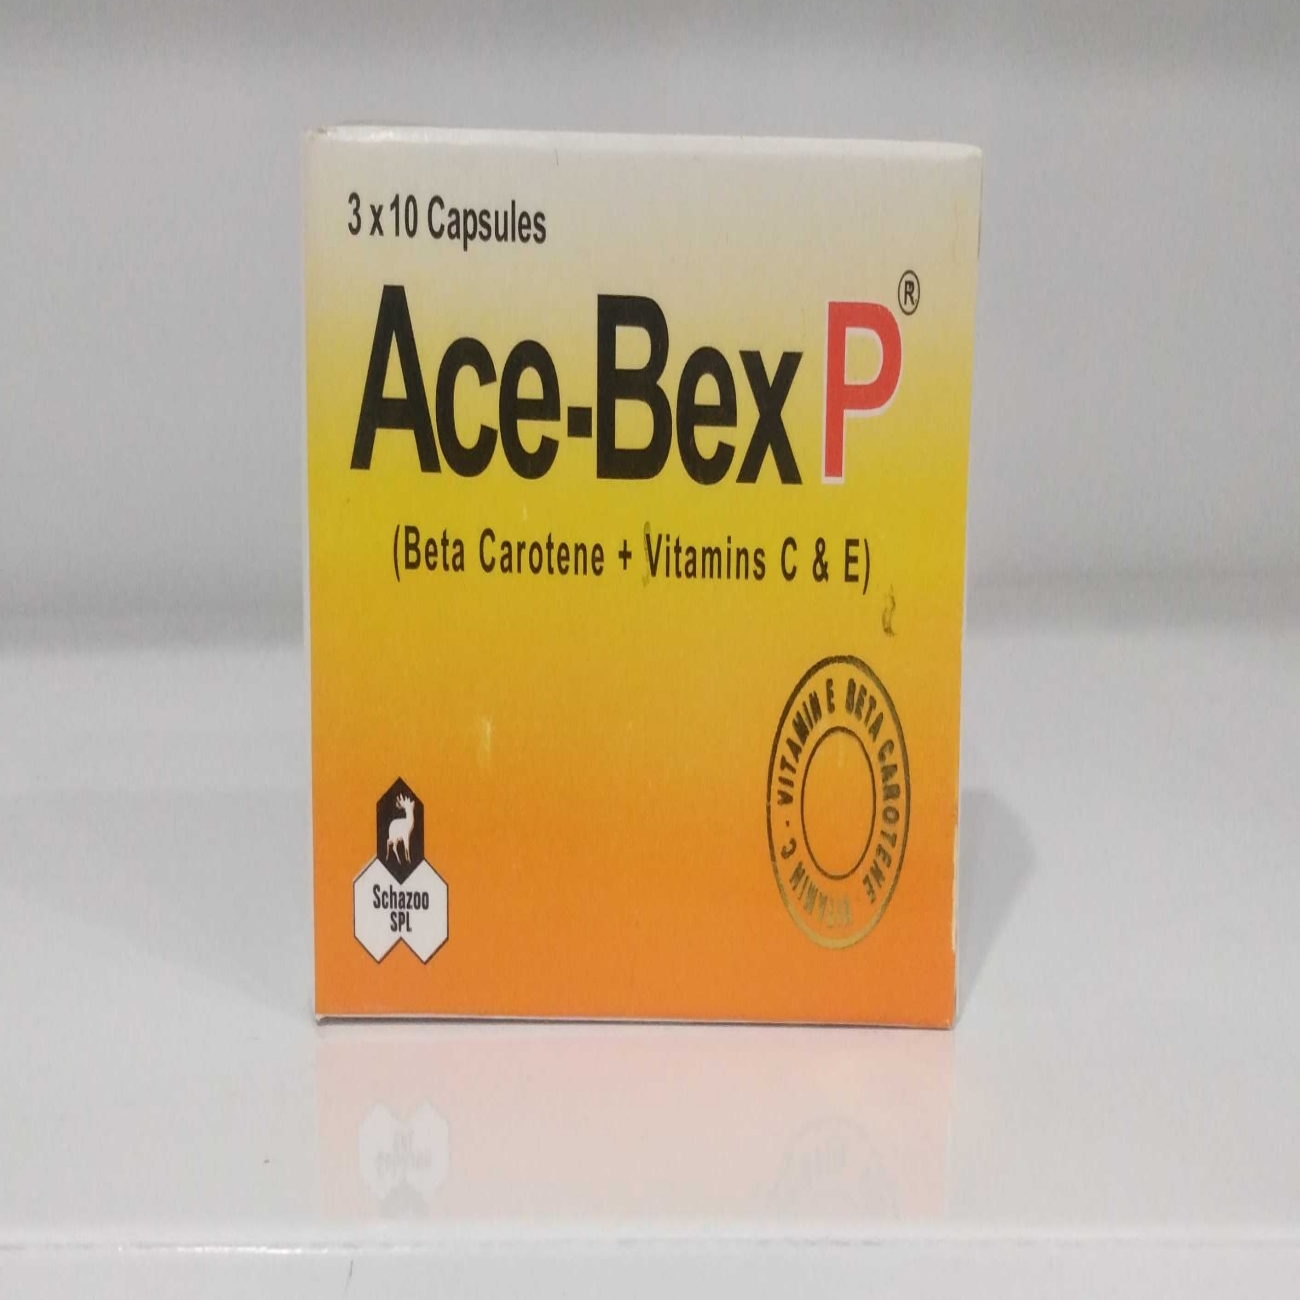 3 x 10 Capsules
Ace-Bex P®
(Beta Carotene + Vitamins C & E)
VITAMIN E BETA CAROTENE VITAMIN C ·
Schazoo
SPL